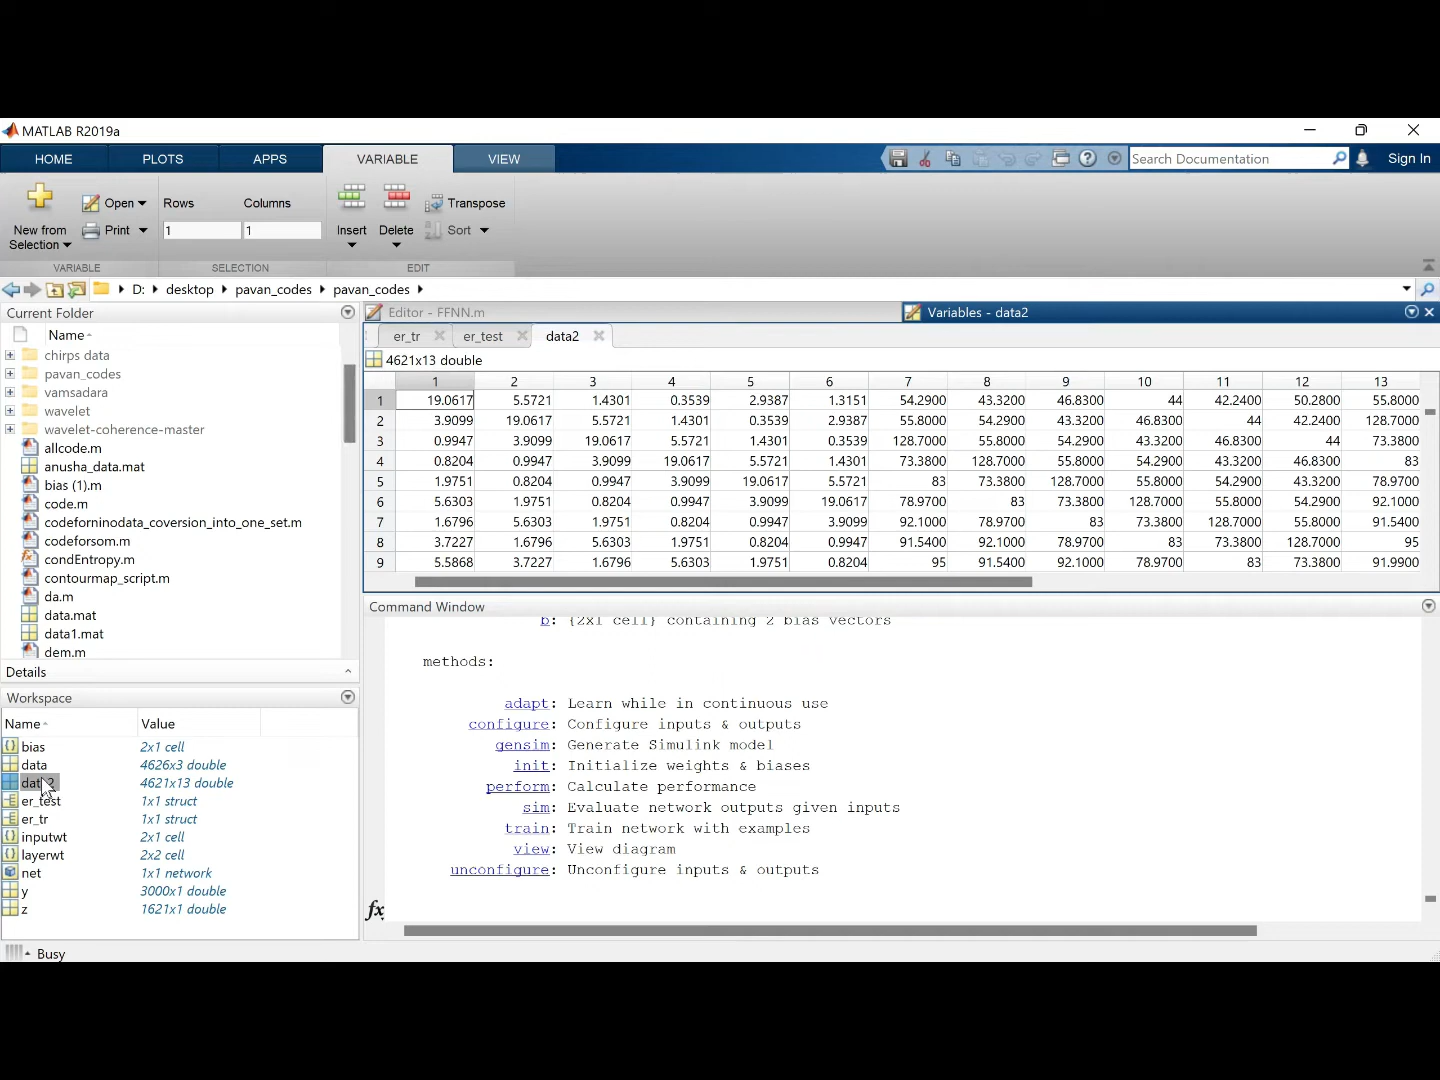 MATLAB R2019a
HOME PLOTS APPS VARIABLE VIEW
Search Documentation
Sign In
New from Selection
Open
Print
Rows Columns
1 1
Insert
Delete
Transpose
Sort
VARIABLE SELECTION EDIT
D: desktop pavan_codes pavan_codes
Current Folder
Name
chirps data
pavan_codes
vamsadara
wavelet
wavelet-coherence-master
allcode.m
anusha_data.mat
bias (1).m
code.m
codeforninodata_coversion_into_one_set.m
codeforsom.m
condEntropy.m
contourmap_script.m
da.m
data.mat
data1.mat
dem.m
Details
Workspace
Name Value
bias 2x1 cell
data 4626x3 double
data2 4621x13 double
er_test 1x1 struct
er_tr 1x1 struct
inputwt 2x1 cell
layerwt 2x2 cell
net 1x1 network
y 3000x1 double
z 1621x1 double
Busy
Editor - FFNN.m
Variables - data2
er_tr er_test data2
4621x13 double
1 2 3 4 5 6 7 8 9 10 11 12 13
1 19.0617 5.5721 1.4301 0.3539 2.9387 1.3151 54.2900 43.3200 46.8300 44 42.2400 50.2800 55.8000
2 3.9099 19.0617 5.5721 1.4301 0.3539 2.9387 55.8000 54.2900 43.3200 46.8300 44 42.2400 128.7000
3 0.9947 3.9099 19.0617 5.5721 1.4301 0.3539 128.7000 55.8000 54.2900 43.3200 46.8300 44 73.3800
4 0.8204 0.9947 3.9099 19.0617 5.5721 1.4301 73.3800 128.7000 55.8000 54.2900 43.3200 46.8300 83
5 1.9751 0.8204 0.9947 3.9099 19.0617 5.5721 83 73.3800 128.7000 55.8000 54.2900 43.3200 78.9700
6 5.6303 1.9751 0.8204 0.9947 3.9099 19.0617 78.9700 83 73.3800 128.7000 55.8000 54.2900 92.1000
7 1.6796 5.6303 1.9751 0.8204 0.9947 3.9099 92.1000 78.9700 83 73.3800 128.7000 55.8000 91.5400
8 3.7227 1.6796 5.6303 1.9751 0.8204 0.9947 91.5400 92.1000 78.9700 83 73.3800 128.7000 95
9 5.5868 3.7227 1.6796 5.6303 1.9751 0.8204 95 91.5400 92.1000 78.9700 83 73.3800 91.9900
Command Window
b: {2x1 cell} containing 2 bias vectors
methods:
adapt: Learn while in continuous use
configure: Configure inputs & outputs
gensim: Generate Simulink model
init: Initialize weights & biases
perform: Calculate performance
sim: Evaluate network outputs given inputs
train: Train network with examples
view: View diagram
unconfigure: Unconfigure inputs & outputs
fx